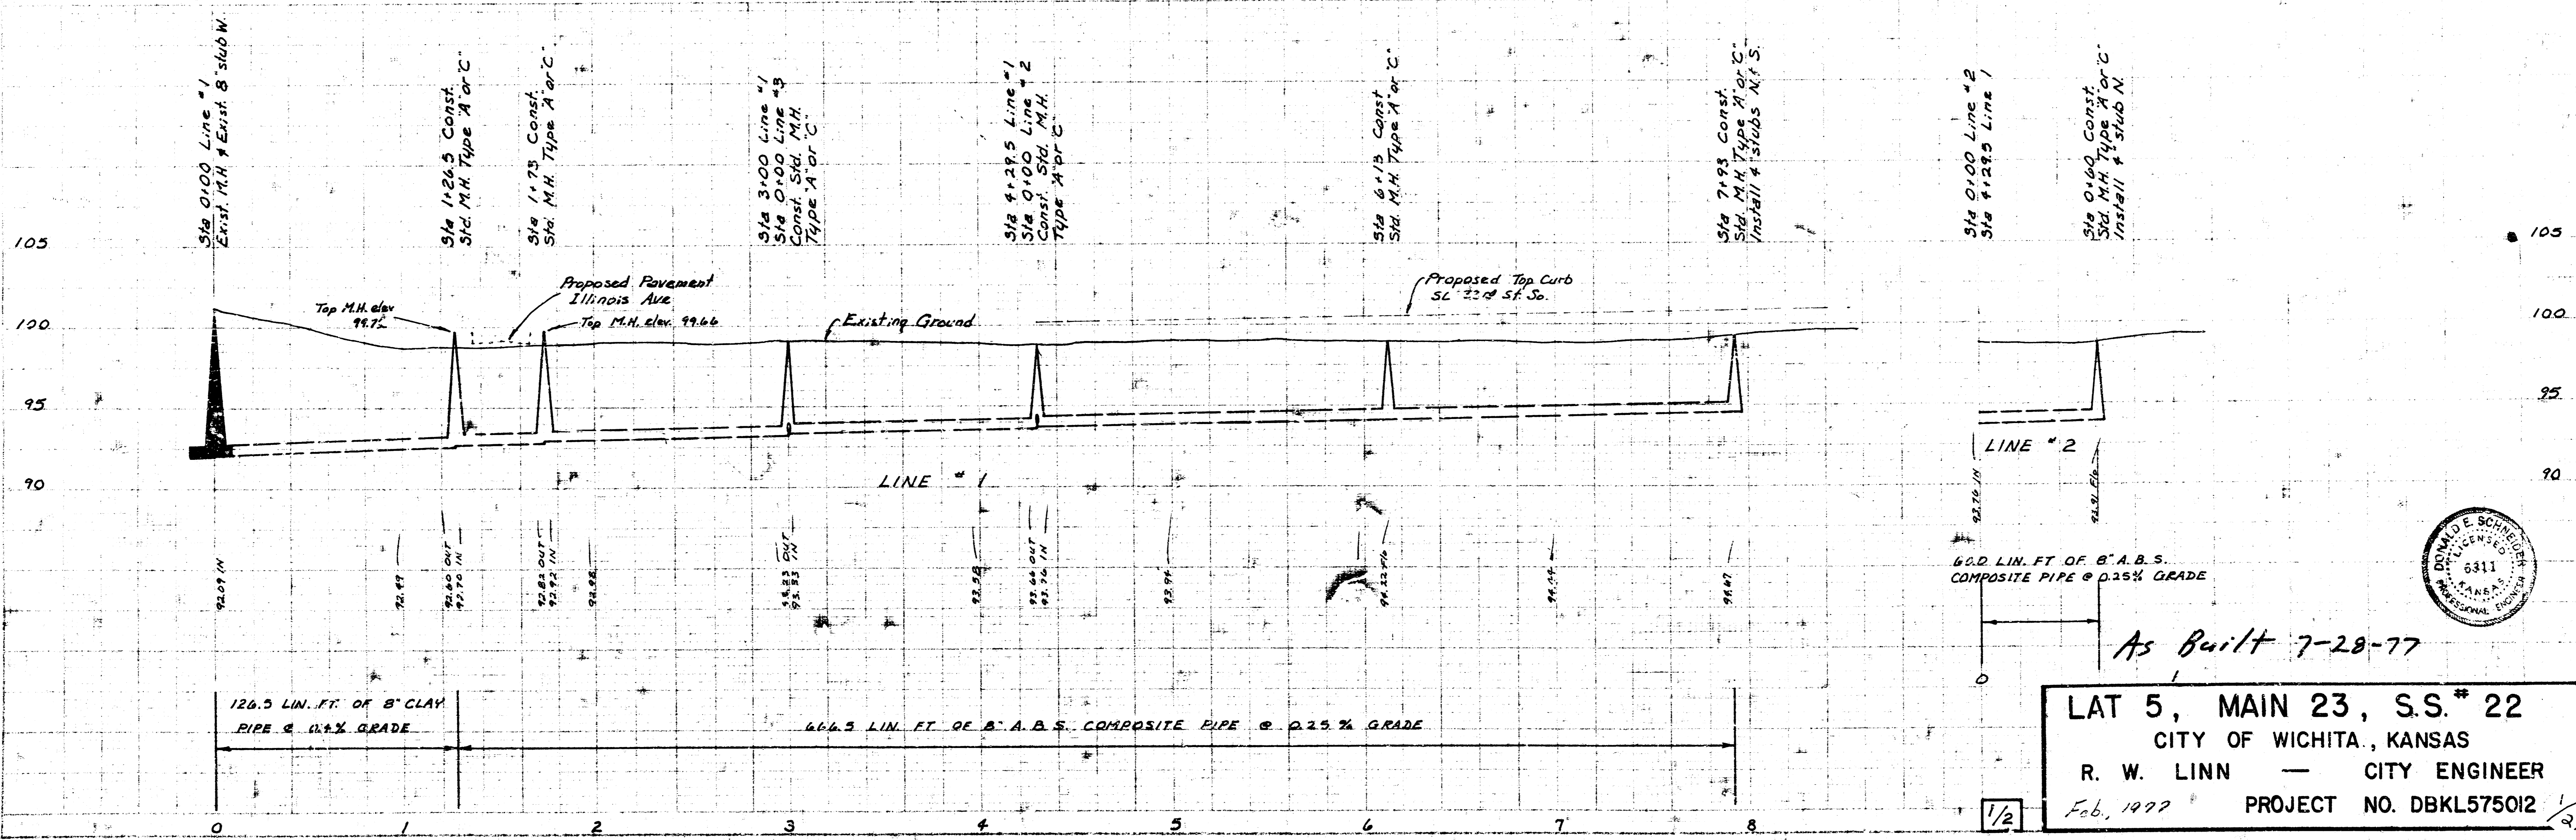 Sta 0+00 Line #1
Exist. M.H. & Exist. 8" stub W.
Sta 1+26.5 Const.
Std. M.H. Type "A" or "C"
Sta 1+73 Const.
Std. M.H. Type "A" or "C"
Sta 3+00 Line #1
Sta 0+00 Line #3
Const. Std. M.H.
Type "A" or "C"
Sta 4+29.5 Line #1
Sta 0+00 Line #2
Const. Std. M.H.
Type "A" or "C"
Sta 6+13 Const
Std. M.H. Type "A" or "C"
Sta 7+93 Const.
Std. M.H. Type "A" or "C"
Install 4" stubs N. & S.
Sta 0+00 Line #2
Sta 4+29.5 Line 1
Sta 0+60 Const.
Std. M.H. Type "A" or "C"
Install 4" stub N.
105
105
Top M.H. elev
Proposed Pavement
Illinois Ave
Top M.H. elev. 99.66
Existing Ground
Proposed Top Curb
St. So.
100
100
95
95
90
90
LINE #1
LINE #2
92.09 IN
92.49
92.60 OUT
92.70 IN
92.82 OUT
92.92 IN
92.98
93.23 OUT
93.33 IN
93.58
93.66 OUT
93.76 IN
93.94
94.22 F/G
94.44
94.67
93.76 IN
93.91 F/G
60.0 LIN. FT OF 8" A.B.S.
COMPOSITE PIPE @ 0.25% GRADE
DONALD E. SCHNEIDER
LICENSED
6311
KANSAS
PROFESSIONAL ENGINEER
As Built 7-28-77
126.5 LIN. FT. OF 8" CLAY
PIPE @ 0.4% GRADE
666.5 LIN. FT OF 8" A.B.S. COMPOSITE PIPE @ 0.25% GRADE
0 1
0 1 2 3 4 5 6 7 8
LAT 5, MAIN 23, S.S. #22
CITY OF WICHITA, KANSAS
R. W. LINN — CITY ENGINEER
Feb., 1977 PROJECT NO. DBKL575012
1/2
1/2